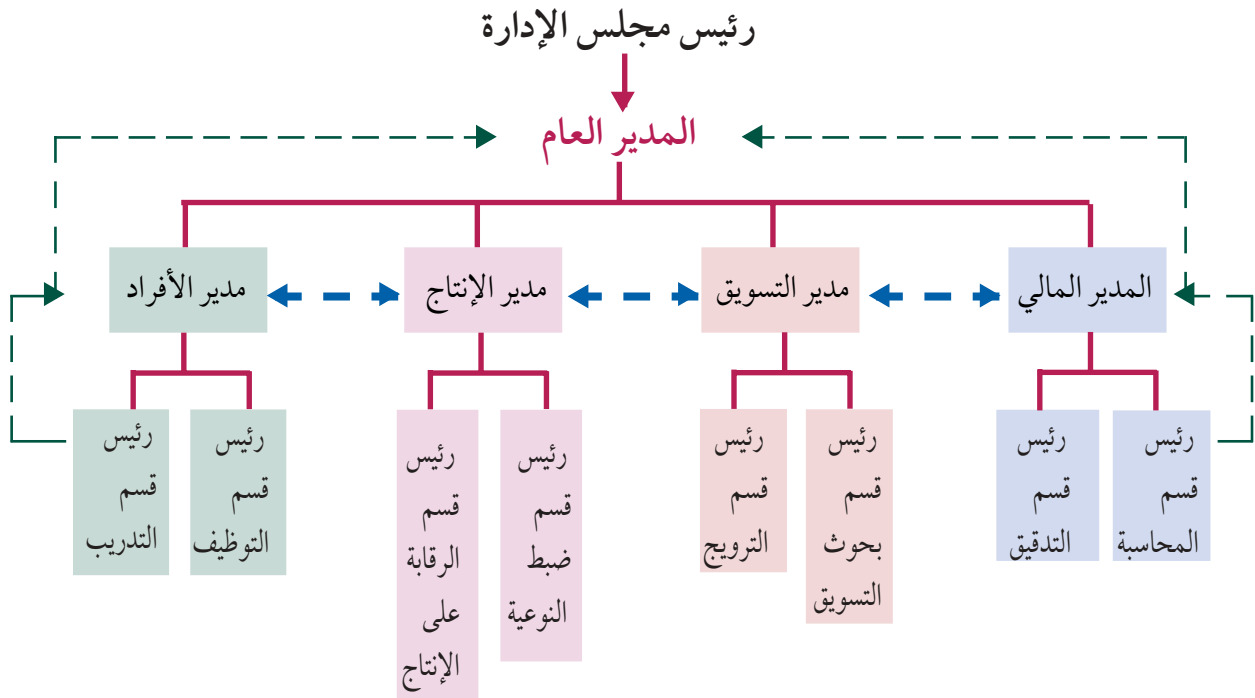 رئيس مجلس الإدارة
المدير العام
المدير المالي
مدير التسويق
مدير الإنتاج
مدير الأفراد
رئيس
قسم
المحاسبة
رئيس
قسم
التدقيق
رئيس
قسم
بحوث
التسويق
رئيس
قسم
الترويج
رئيس
قسم
ضبط
النوعية
رئيس
قسم
الرقابة
على
الإنتاج
رئيس
قسم
التوظيف
رئيس
قسم
التدريب